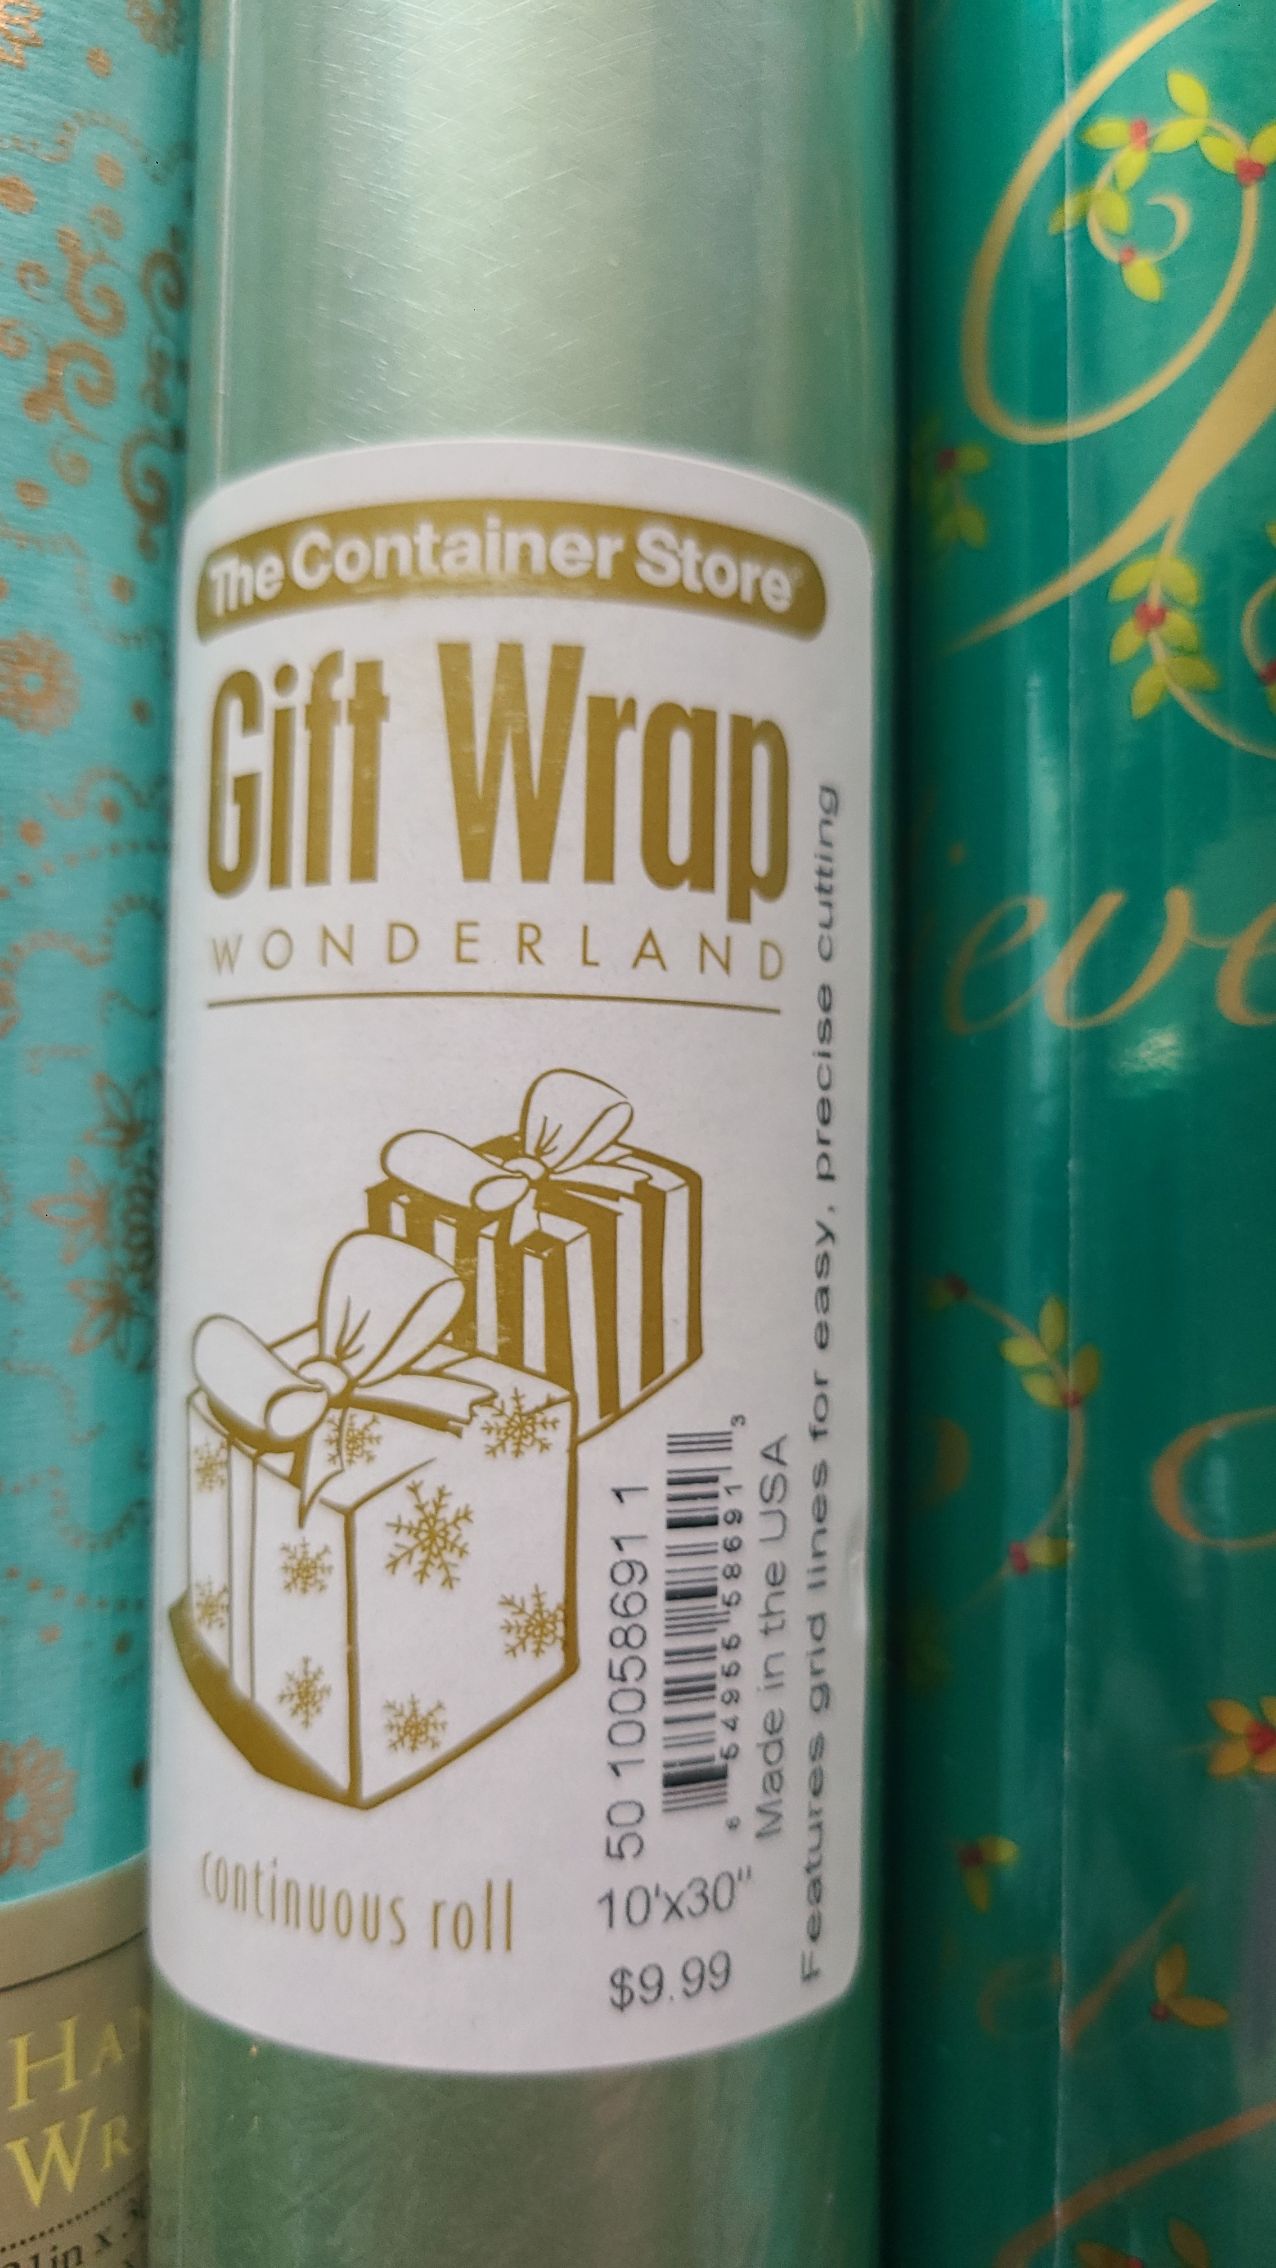 The Container Store®
Gift Wrap
WONDERLAND
continuous roll
50 10058691 1
6 54955 58691 3
Made in the USA
Features grid lines for easy, precise cutting
10'x30"
$9.99
eve